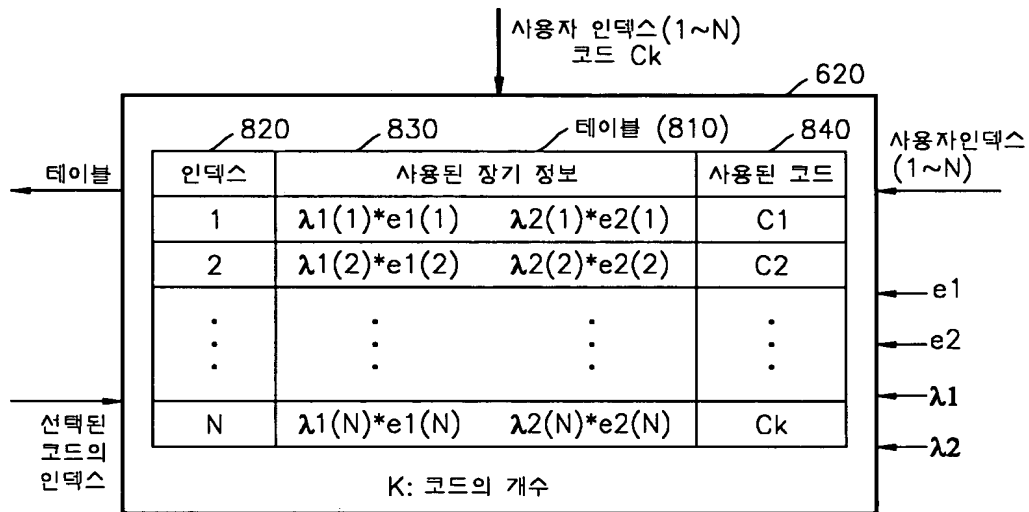 사용자 인덱스(1~N)
코드 Ck
620
820
830
테이블 (810)
840
테이블
사용자인덱스
(1~N)
인덱스
사용된 장기 정보
사용된 코드
1
λ1(1)*e1(1)
λ2(1)*e2(1)
C1
2
λ1(2)*e1(2)
λ2(2)*e2(2)
C2
e1
e2
λ1
N
λ1(N)*e1(N)
λ2(N)*e2(N)
Ck
λ2
선택된
코드의
인덱스
K: 코드의 개수